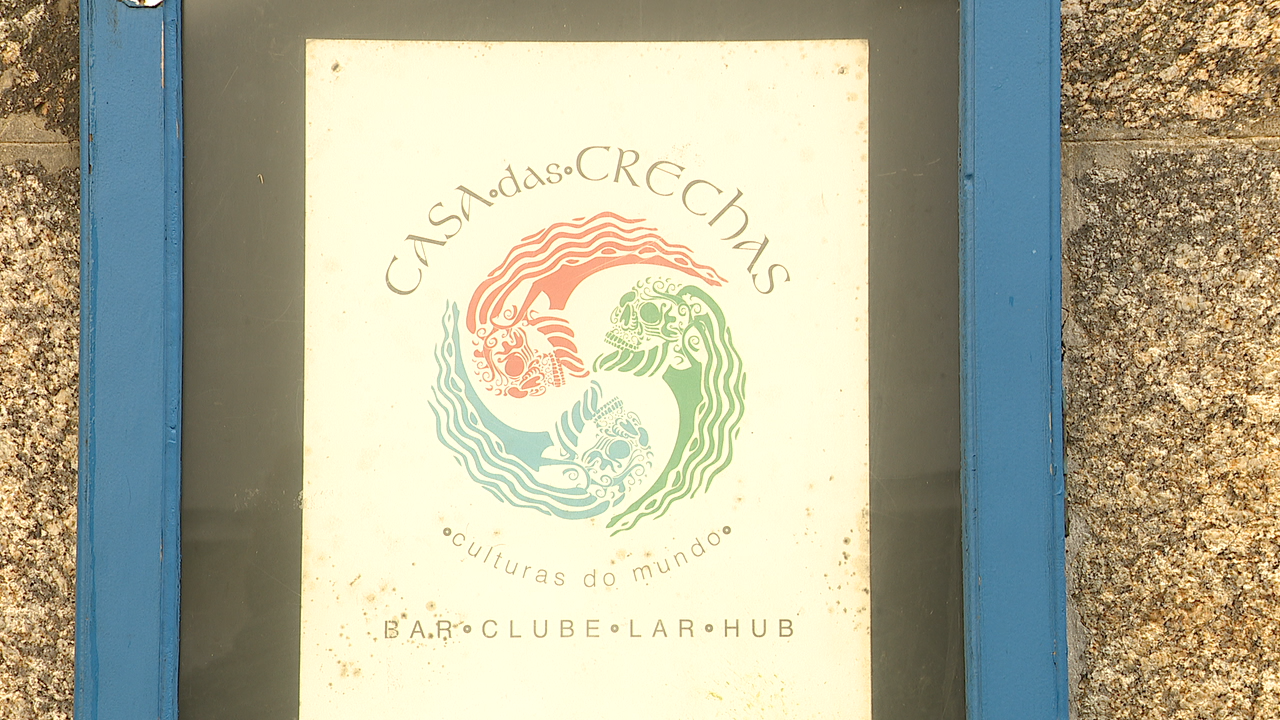 CASA•das•CRECHAS
•culturas do mundo•
BAR•CLUBE•LAR•HUB